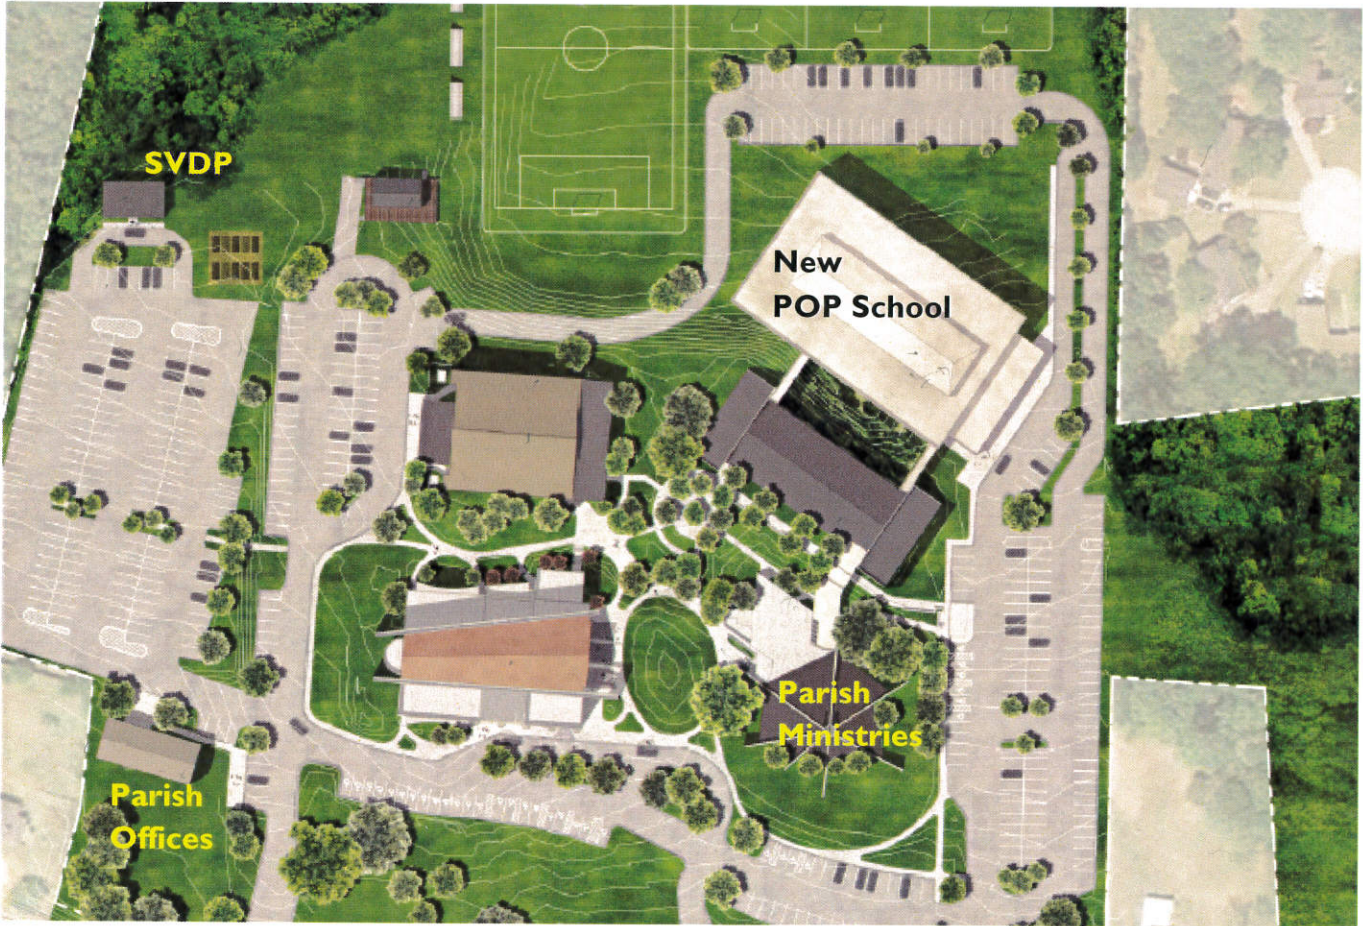 SVDP
New
POP School
Parish
Ministries
Parish
Offices